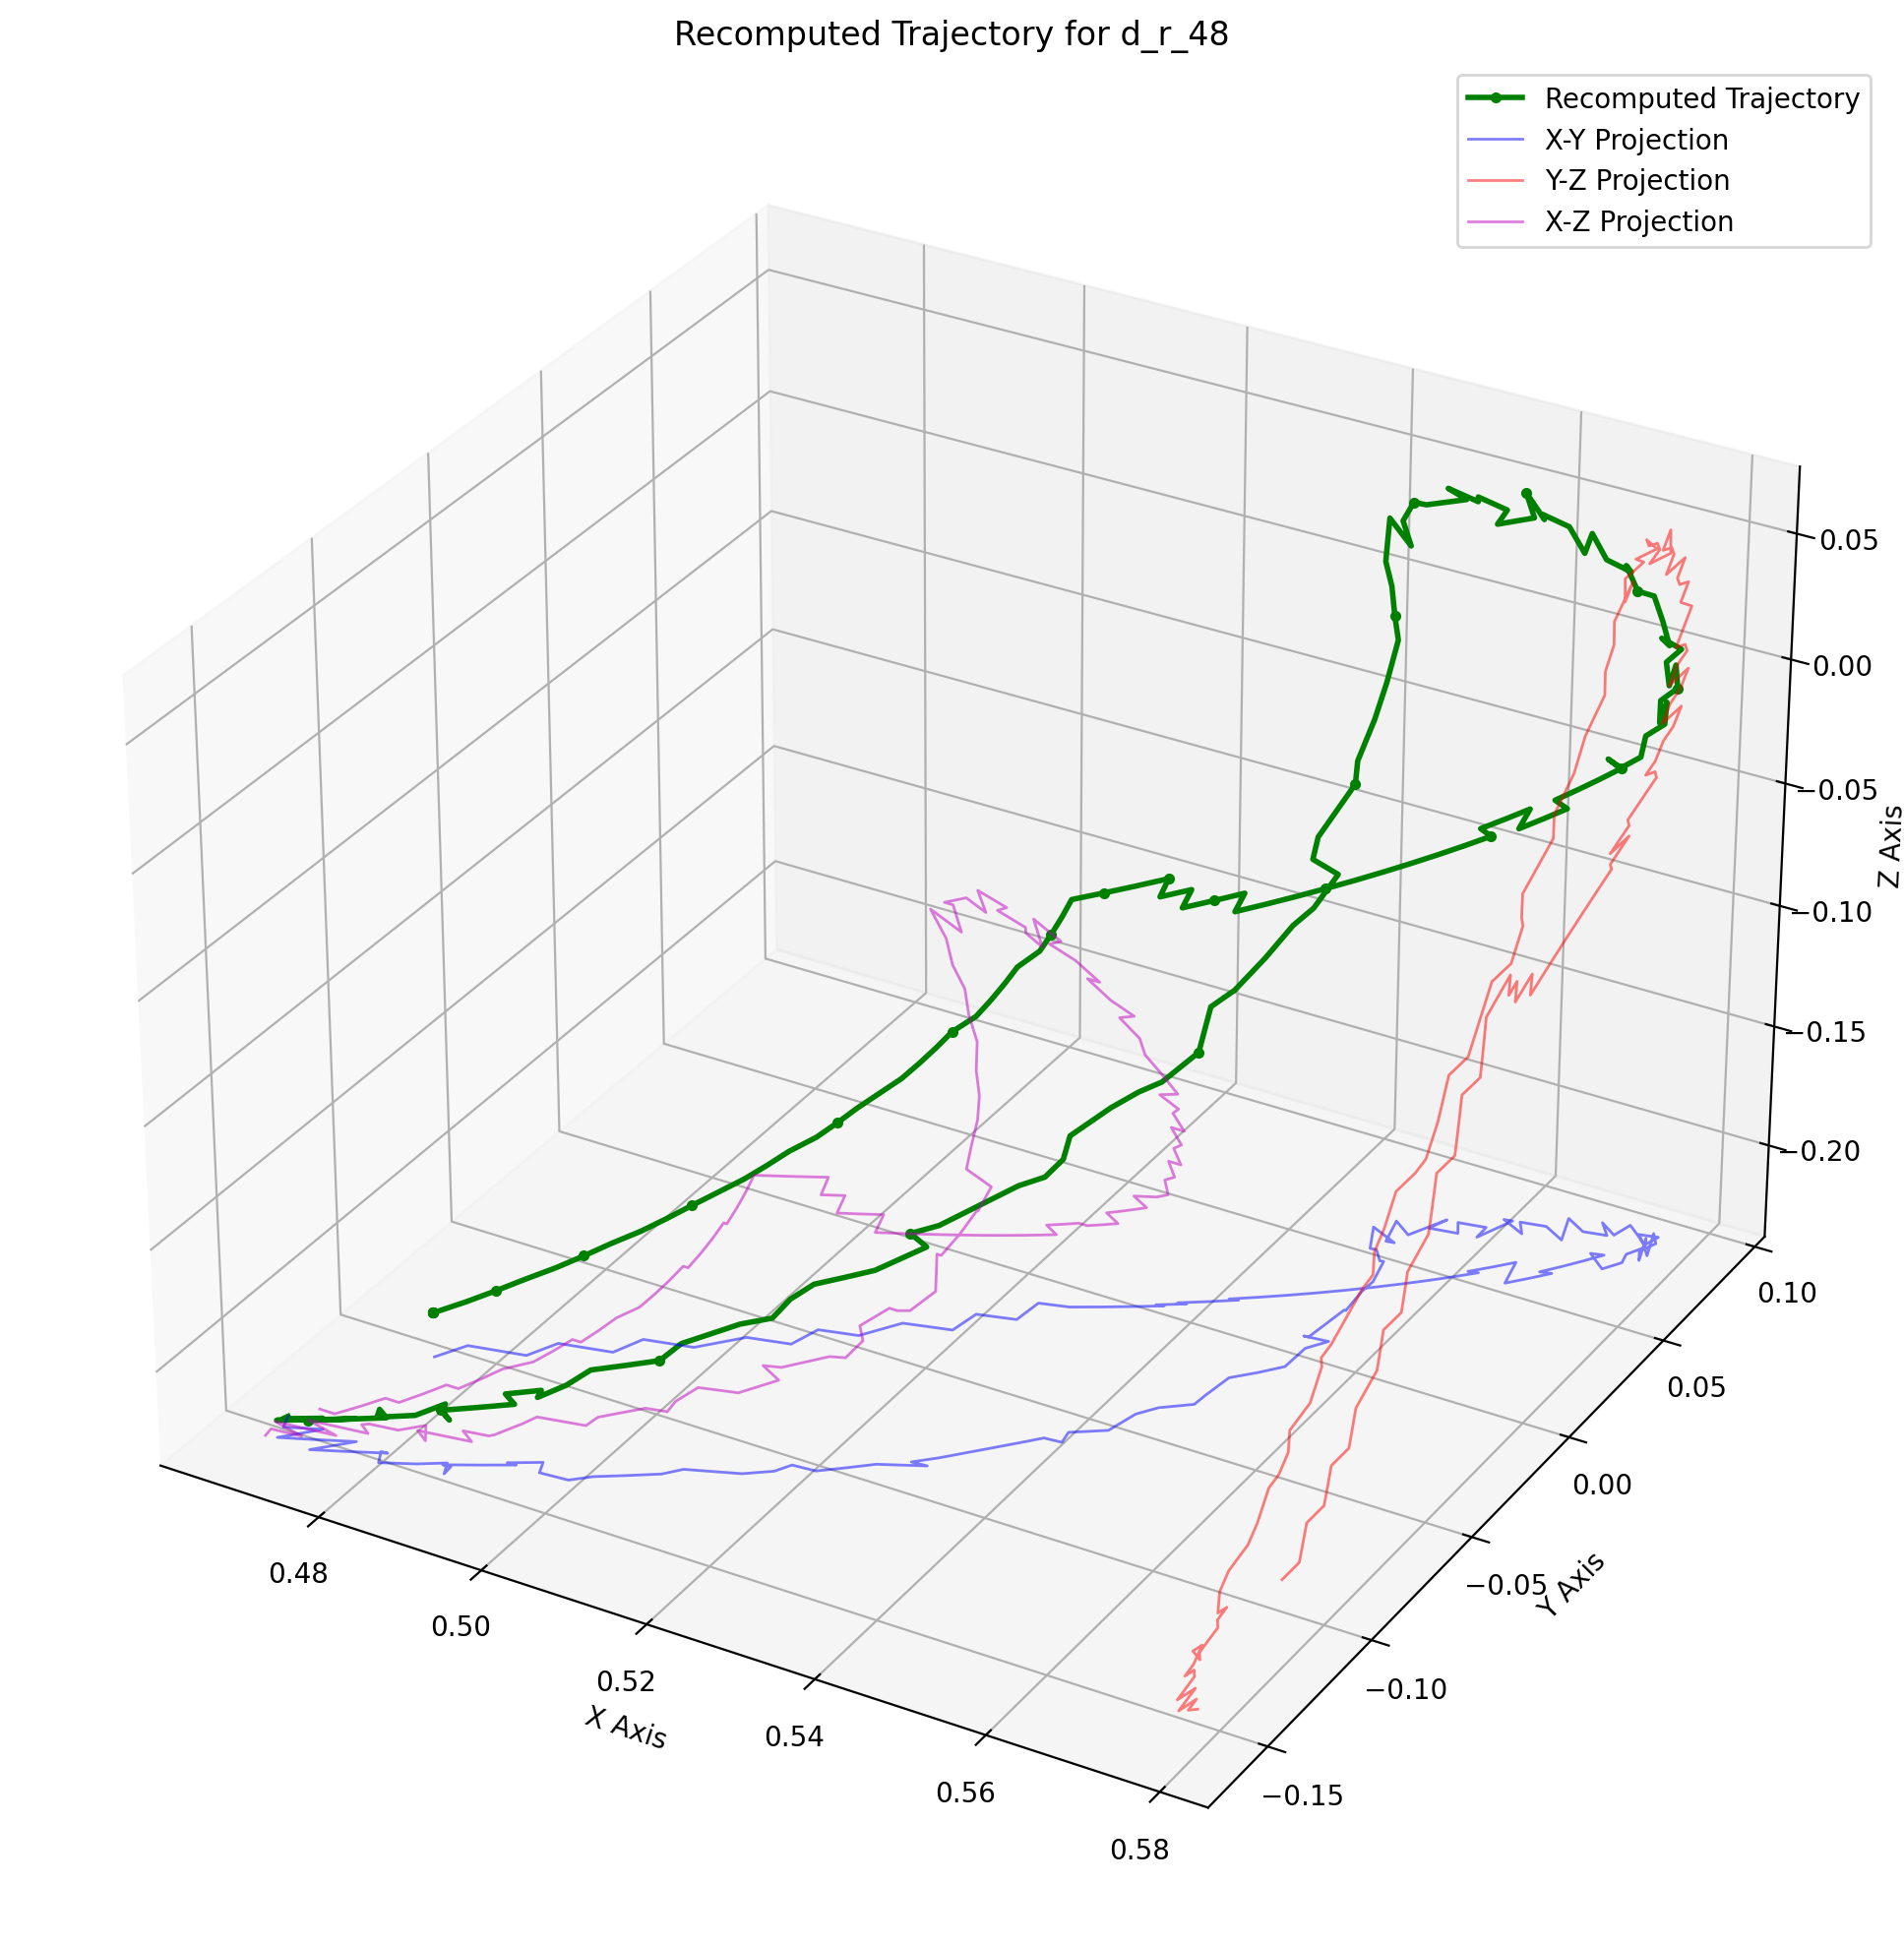 Recomputed Trajectory for d_r_48
Recomputed Trajectory
X-Y Projection
Y-Z Projection
X-Z Projection
0.05
0.00
−0.05
−0.10
−0.15
−0.20
Z Axis
0.10
0.05
0.00
−0.05
−0.10
−0.15
Y Axis
0.48
0.50
0.52
0.54
0.56
0.58
X Axis